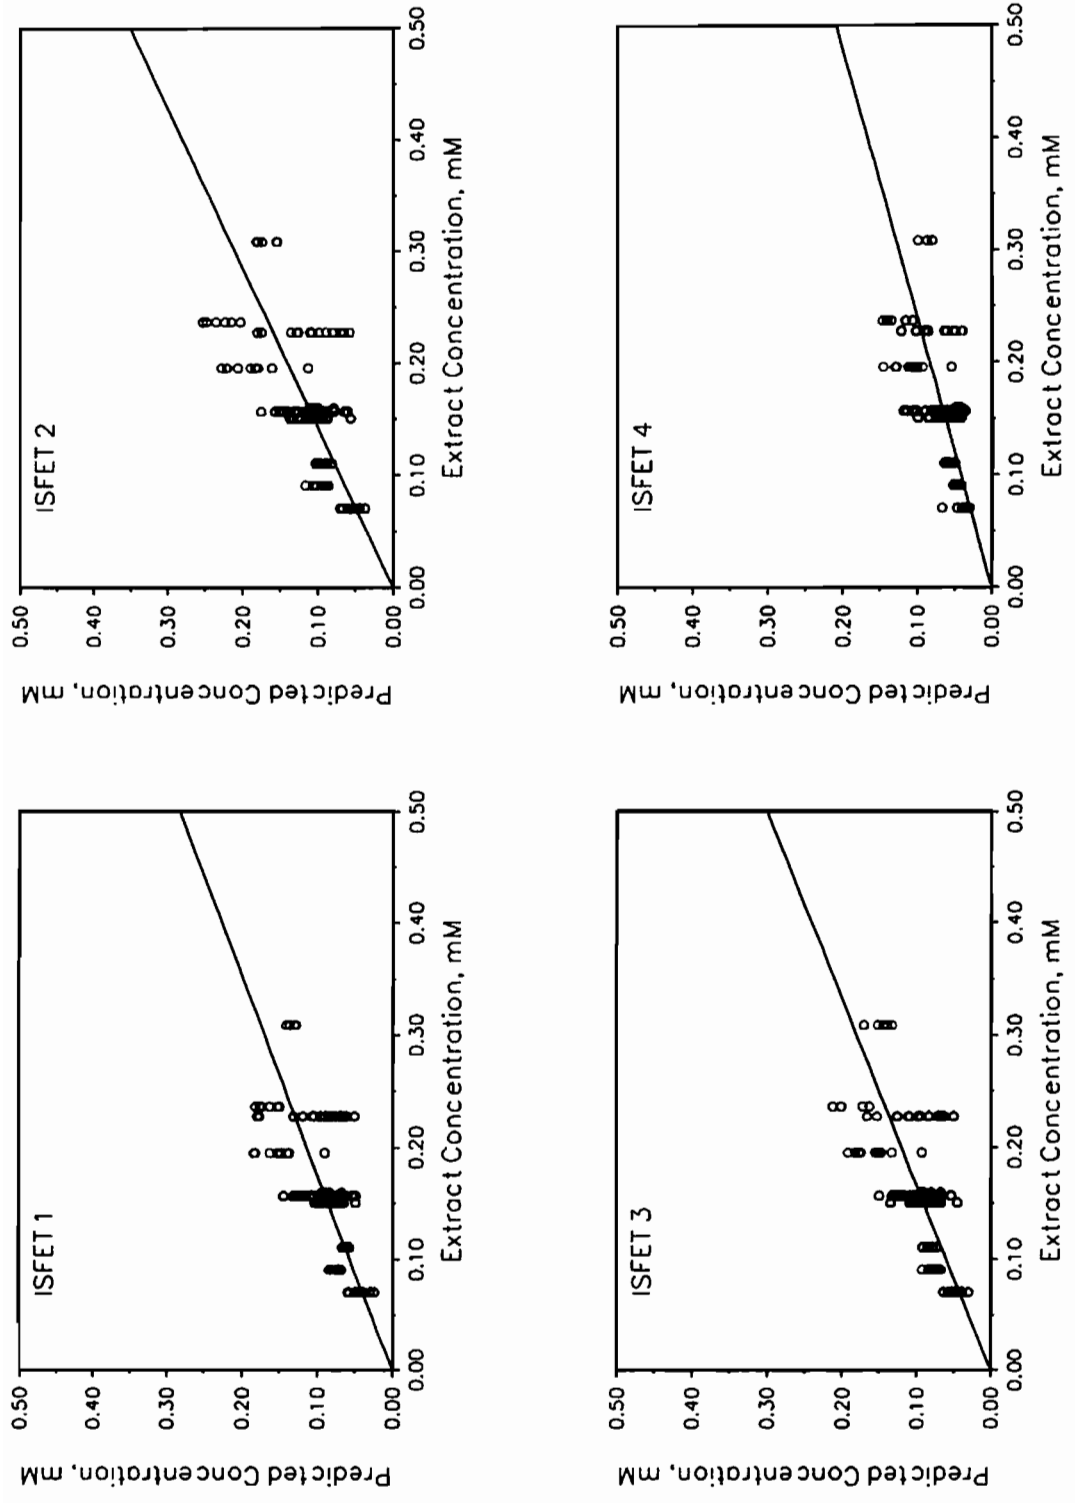 ISFET 1
Predicted Concentration, mM
0.50
0.40
0.30
0.20
0.10
0.00
0.00 0.10 0.20 0.30 0.40 0.50
Extract Concentration, mM
ISFET 2
Predicted Concentration, mM
0.50
0.40
0.30
0.20
0.10
0.00
0.00 0.10 0.20 0.30 0.40 0.50
Extract Concentration, mM
ISFET 3
Predicted Concentration, mM
0.50
0.40
0.30
0.20
0.10
0.00
0.00 0.10 0.20 0.30 0.40 0.50
Extract Concentration, mM
ISFET 4
Predicted Concentration, mM
0.50
0.40
0.30
0.20
0.10
0.00
0.00 0.10 0.20 0.30 0.40 0.50
Extract Concentration, mM